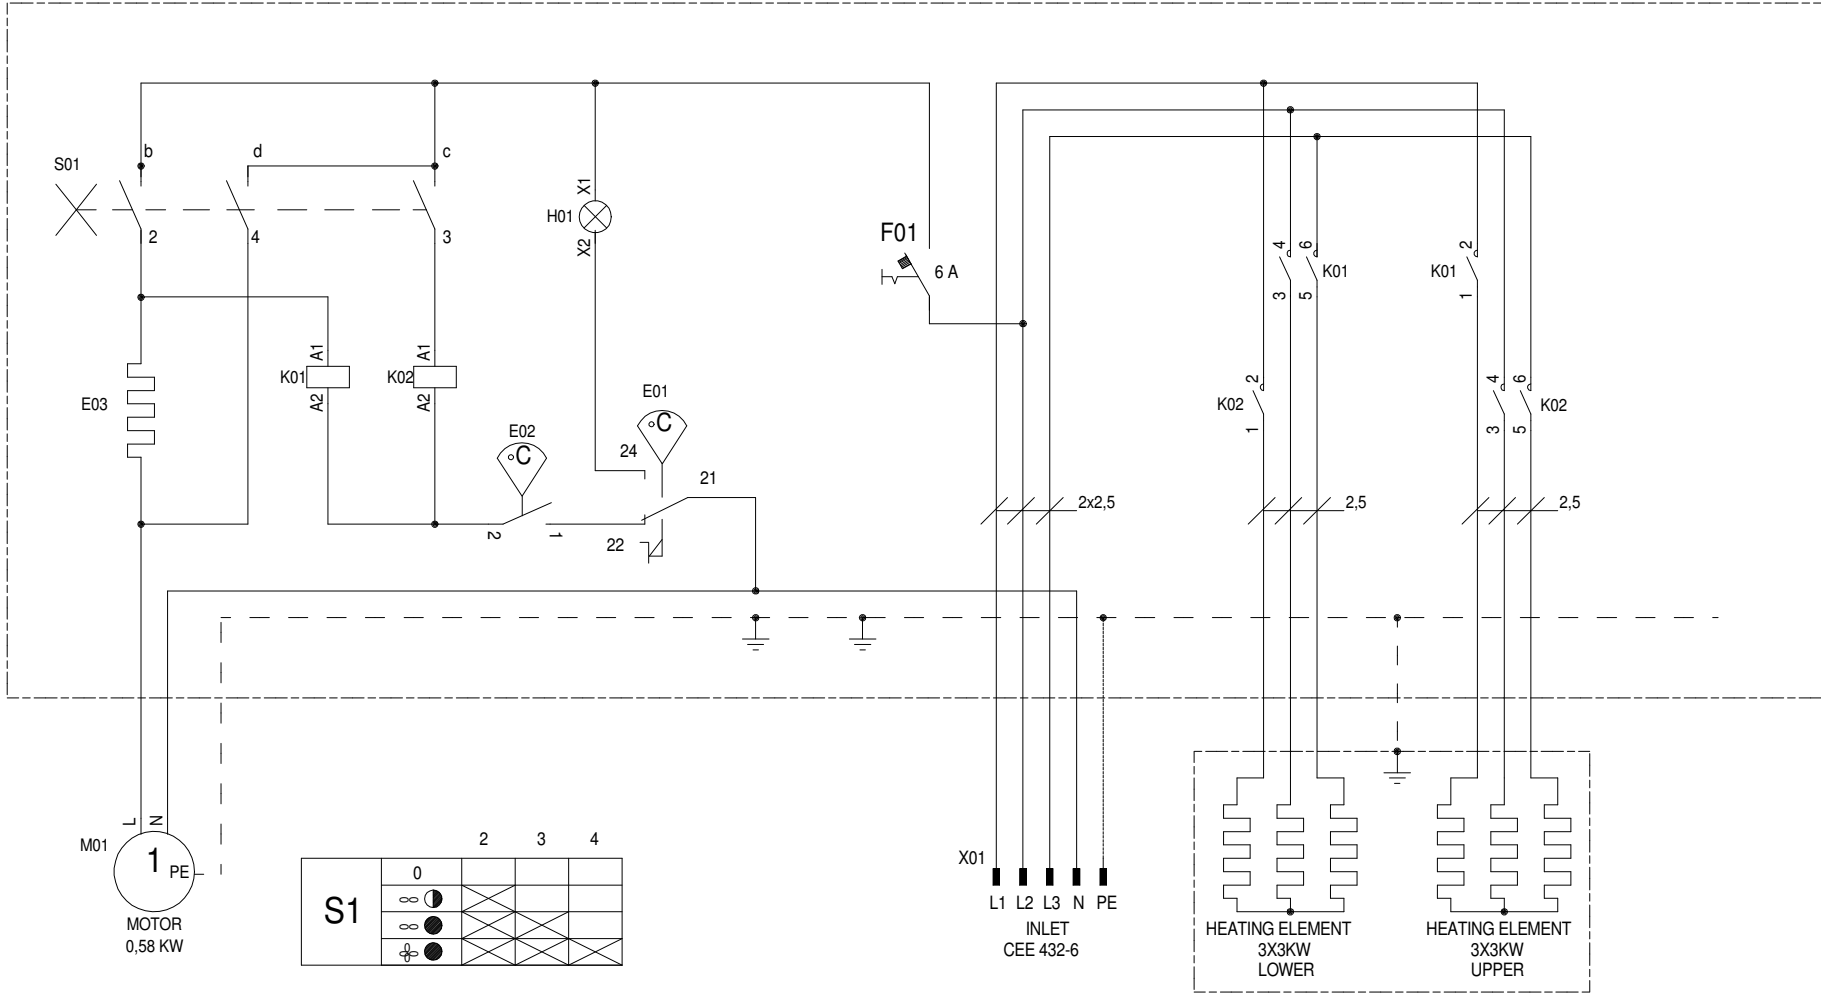 b
d
c
S01
2
4
3
X1
H01
X2
F01
6 A
4
6
K01
3
5
2
K01
1
A1
K01
A2
A1
K02
A2
E03
E01
°C
E02
°C
24
21
2
1
22
2
K02
1
4
6
K02
3
5
2x2,5
2,5
2,5
L
N
M01
1
PE
MOTOR
0,58 KW
2 3 4
S1
0
X01
L1 L2 L3 N PE
INLET
CEE 432-6
HEATING ELEMENT
3X3KW
LOWER
HEATING ELEMENT
3X3KW
UPPER